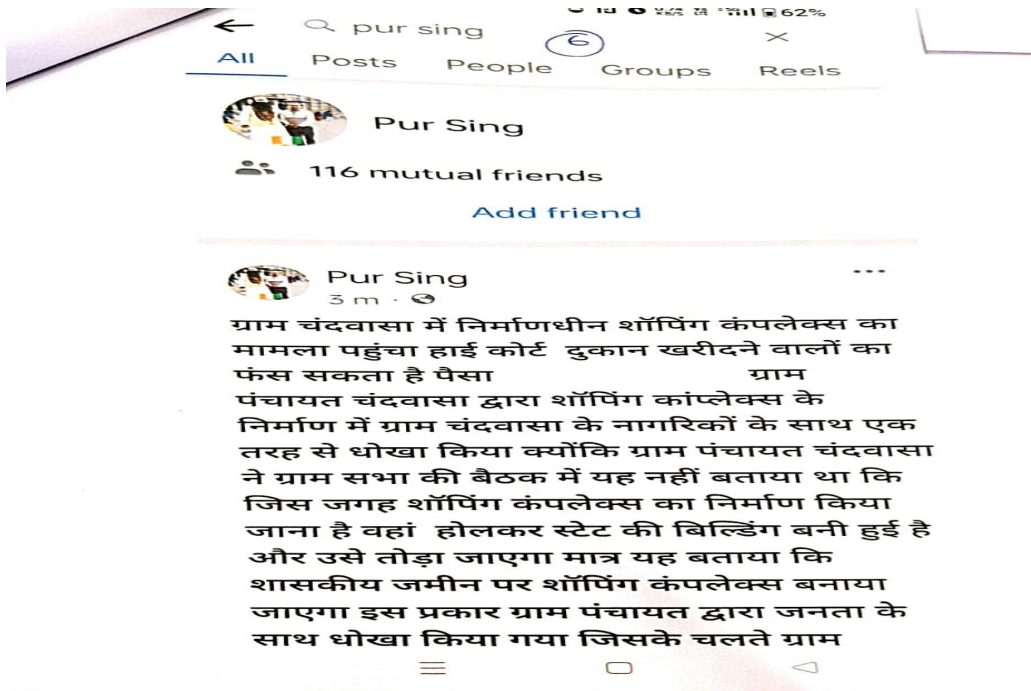 62%
pur sing
6
All Posts People Groups Reels
Pur Sing
116 mutual friends
Add friend
Pur Sing
3 m
ग्राम चंदवासा में निर्माणधीन शॉपिंग कंपलेक्स का
मामला पहुंचा हाई कोर्ट दुकान खरीदने वालों का
फंस सकता है पैसा ग्राम
पंचायत चंदवासा द्वारा शॉपिंग कांप्लेक्स के
निर्माण में ग्राम चंदवासा के नागरिकों के साथ एक
तरह से धोखा किया क्योंकि ग्राम पंचायत चंदवासा
ने ग्राम सभा की बैठक में यह नहीं बताया था कि
जिस जगह शॉपिंग कंपलेक्स का निर्माण किया
जाना है वहां होलकर स्टेट की बिल्डिंग बनी हुई है
और उसे तोड़ा जाएगा मात्र यह बताया कि
शासकीय जमीन पर शॉपिंग कंपलेक्स बनाया
जाएगा इस प्रकार ग्राम पंचायत द्वारा जनता के
साथ धोखा किया गया जिसके चलते ग्राम